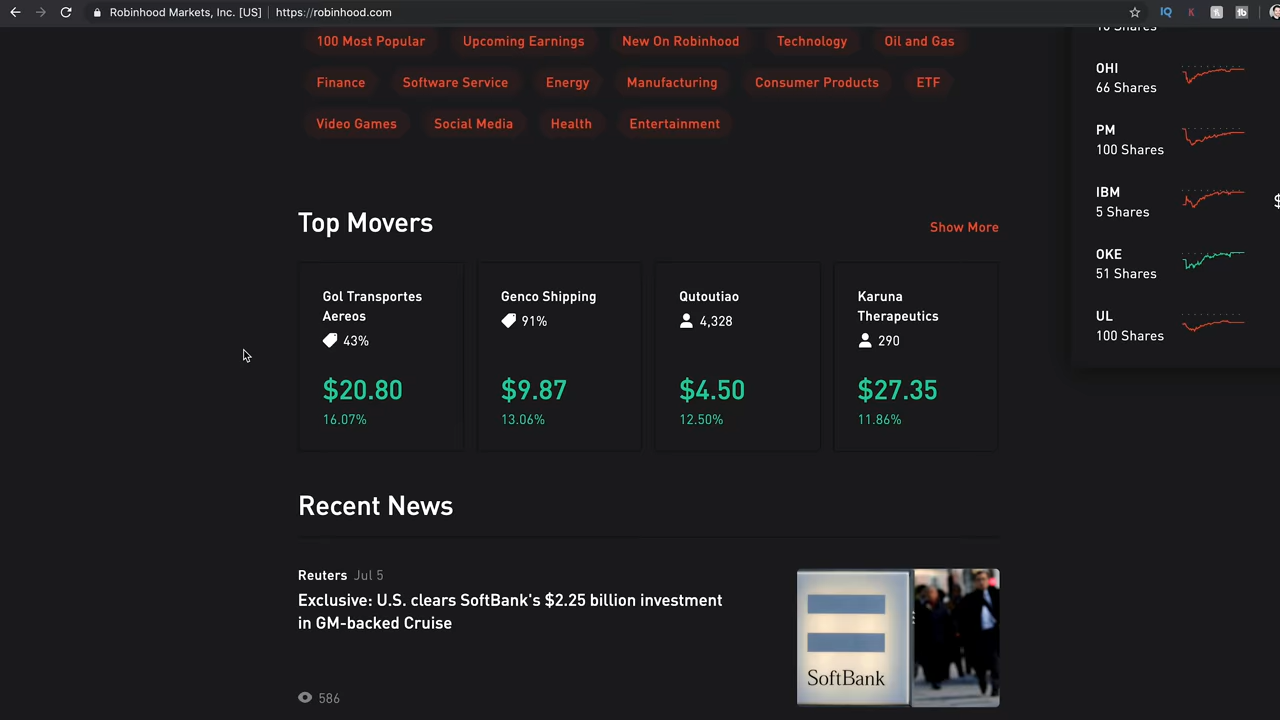 Robinhood Markets, Inc. [US] https://robinhood.com
100 Most Popular Upcoming Earnings New On Robinhood Technology Oil and Gas
Finance Software Service Energy Manufacturing Consumer Products ETF
Video Games Social Media Health Entertainment
Top Movers
Show More
Gol Transportes
Aereos
43%
$20.80
16.07%
Genco Shipping
91%
$9.87
13.06%
Qutoutiao
4,328
$4.50
12.50%
Karuna
Therapeutics
290
$27.35
11.86%
Recent News
Reuters Jul 5
Exclusive: U.S. clears SoftBank's $2.25 billion investment
in GM-backed Cruise
586
SoftBank
OHI
66 Shares
PM
100 Shares
IBM
5 Shares
$
OKE
51 Shares
UL
100 Shares
IQ
K
tb